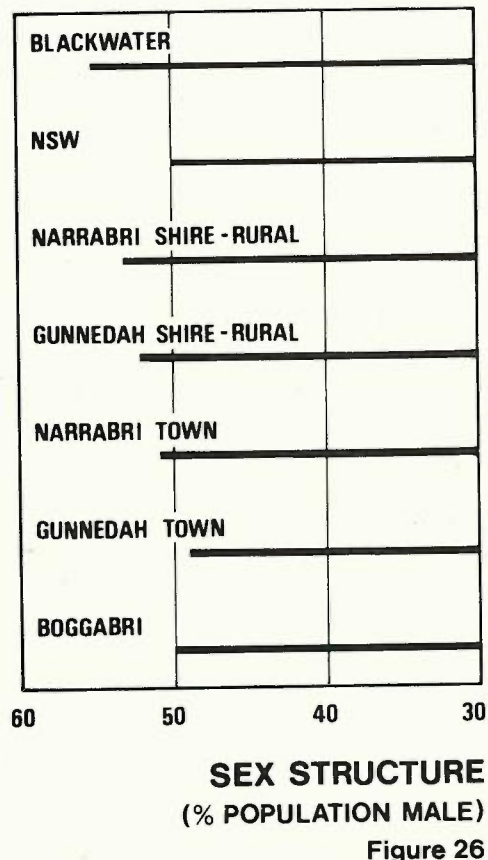 BLACKWATER
NSW
NARRABRI SHIRE-RURAL
GUNNEDAH SHIRE-RURAL
NARRABRI TOWN
GUNNEDAH TOWN
BOGGABRI
60 50 40 30
SEX STRUCTURE
(% POPULATION MALE)
Figure 26